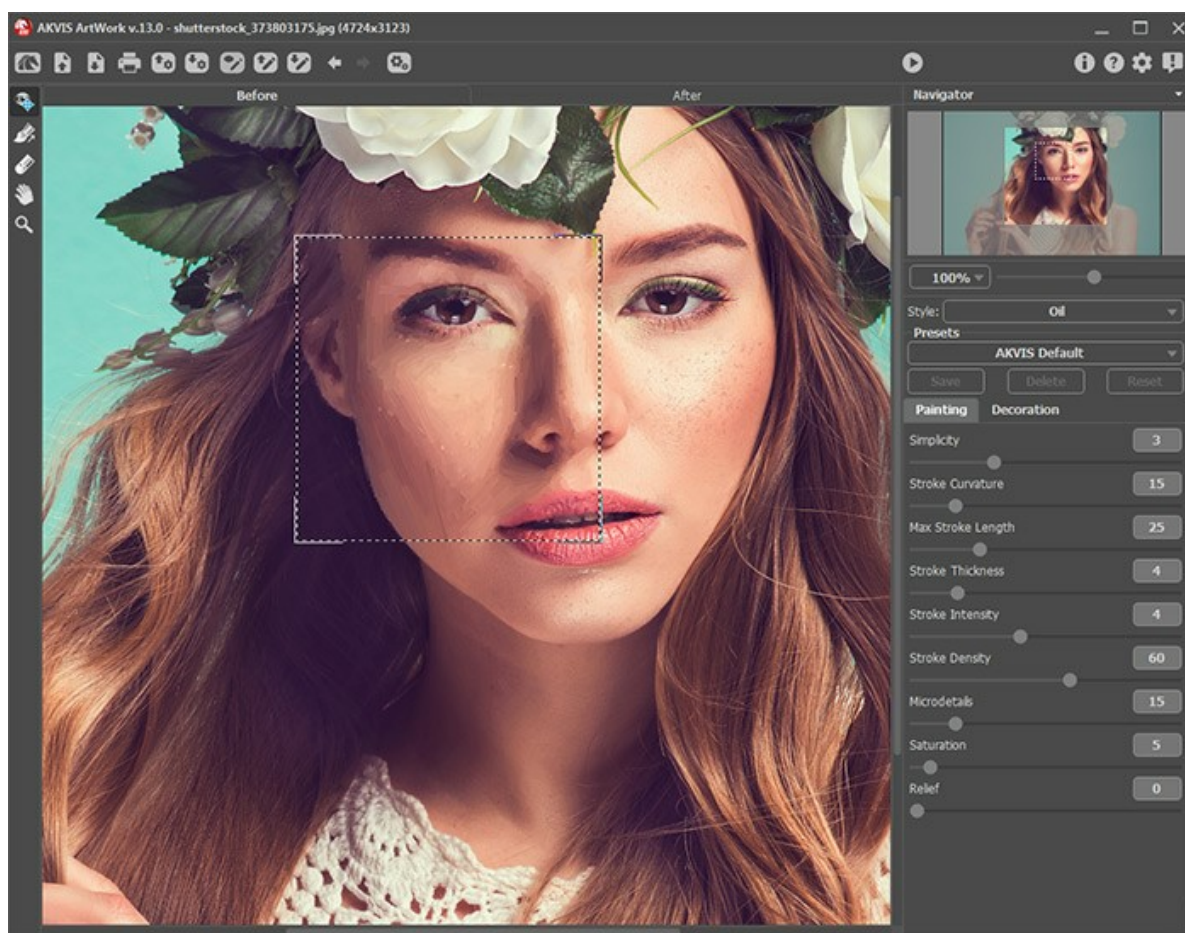 AKVIS ArtWork v.13.0 - shutterstock_373803175.jpg (4724x3123)
Before
After
Navigator
100%
Style: Oil
Presets
AKVIS Default
Save Delete Reset
Painting Decoration
Simplicity 3
Stroke Curvature 15
Max Stroke Length 25
Stroke Thickness 4
Stroke Intensity 4
Stroke Density 60
Microdetails 15
Saturation 5
Relief 0